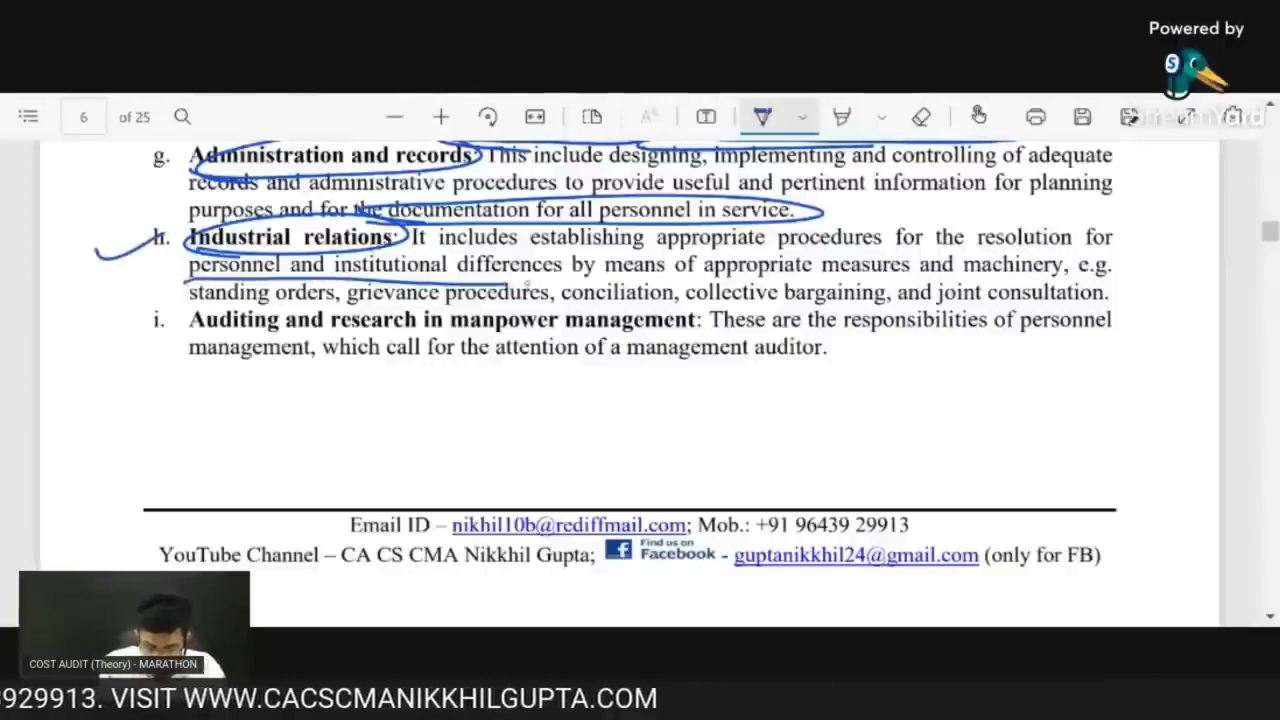 Powered by
S
StreamYard
6 of 25
g. Administration and records: This include designing, implementing and controlling of adequate
records and administrative procedures to provide useful and pertinent information for planning
purposes and for the documentation for all personnel in service.
h. Industrial relations: It includes establishing appropriate procedures for the resolution for
personnel and institutional differences by means of appropriate measures and machinery, e.g.
standing orders, grievance procedures, conciliation, collective bargaining, and joint consultation.
i. Auditing and research in manpower management: These are the responsibilities of personnel
management, which call for the attention of a management auditor.
Email ID – nikhil10b@rediffmail.com; Mob.: +91 96439 29913
YouTube Channel – CA CS CMA Nikkhil Gupta; Find us on Facebook - guptanikkhil24@gmail.com (only for FB)
COST AUDIT (Theory) - MARATHON
3929913. VISIT WWW.CACSCMANIKKHILGUPTA.COM